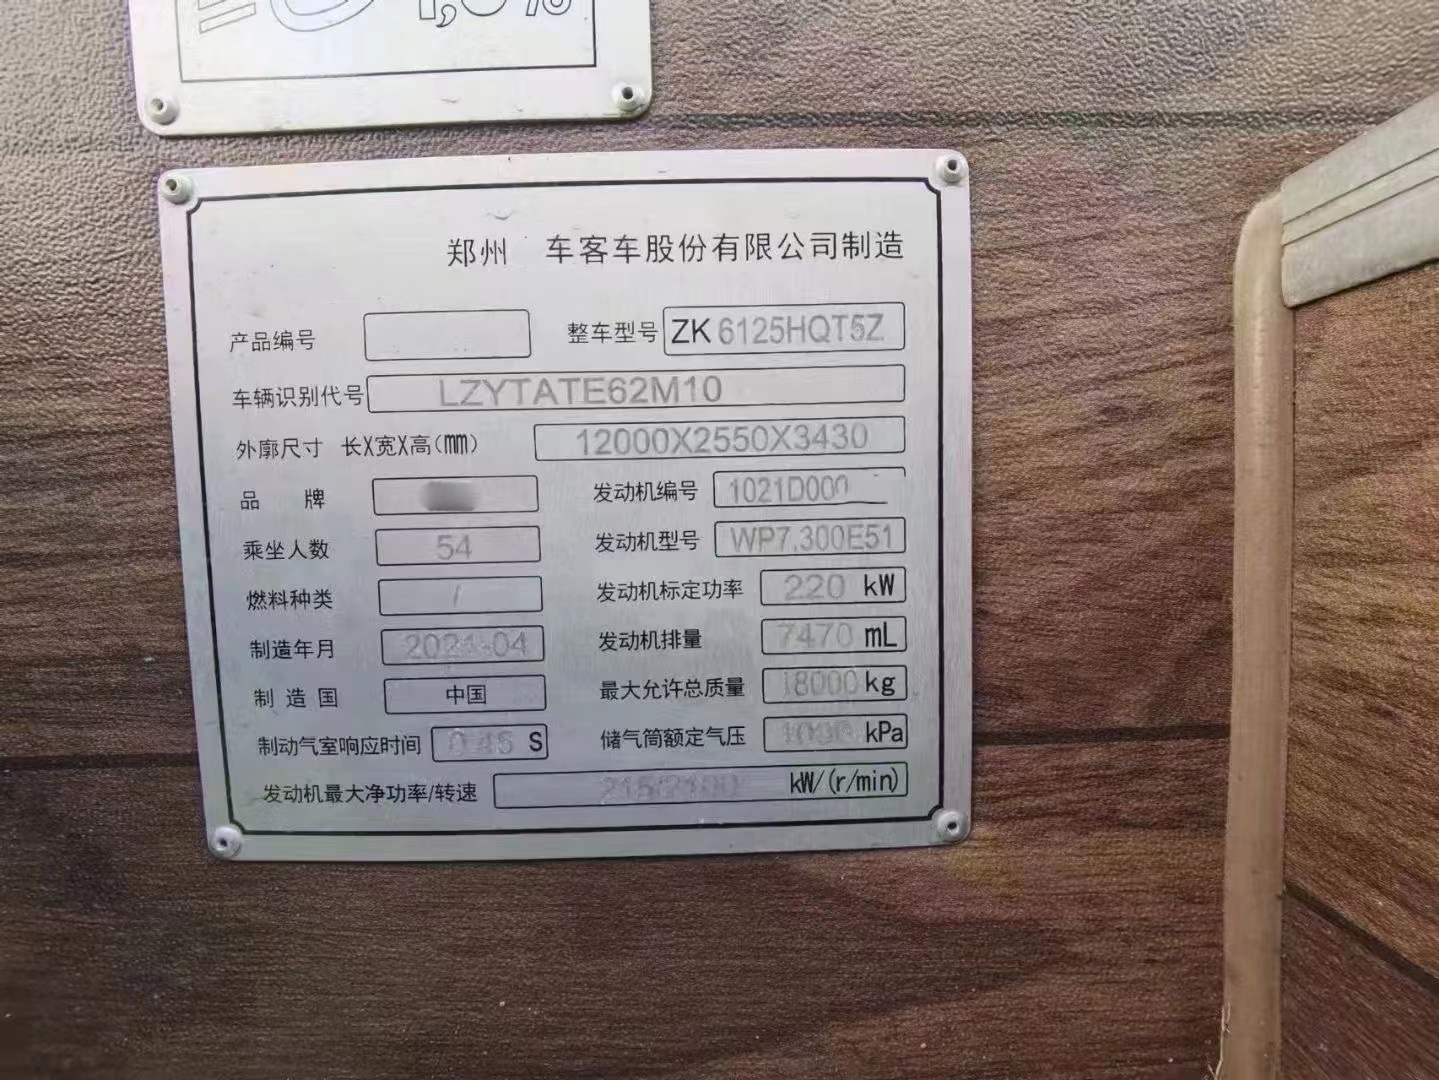 郑州 车客车股份有限公司制造
产品编号 整车型号 ZK 6125HQT5Z
车辆识别代号 LZYTATE62M10
外廓尺寸 长X宽X高(mm) 12000X2550X3430
品 牌 发动机编号 1021D000
乘坐人数 54 发动机型号 WP7.300E51
燃料种类 / 发动机标定功率 220 kW
制造年月 2021-04 发动机排量 7470 mL
制造国 中国 最大允许总质量 18000 kg
制动气室响应时间 S 储气筒额定气压 kPa
发动机最大净功率/转速 kW/(r/min)